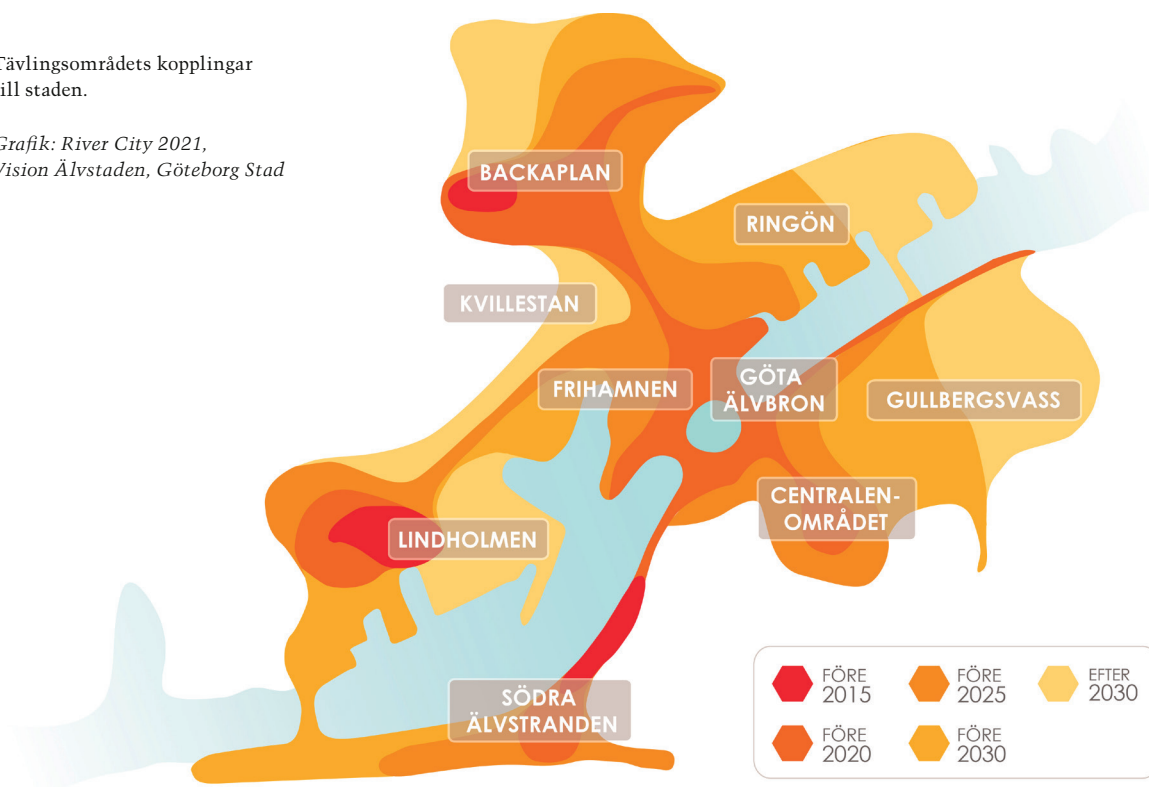 Tävlingsområdets kopplingar
ill staden.
Grafik: River City 2021,
Vision Älvstaden, Göteborg Stad
BACKAPLAN
RINGÖN
KVILLESTAN
FRIHAMNEN
GÖTA
ÄLVBRON
GULLBERGSVASS
CENTRALEN-
OMRÅDET
LINDHOLMEN
SÖDRA
ÄLVSTRANDEN
FÖRE
2015
FÖRE
2025
EFTER
2030
FÖRE
2020
FÖRE
2030